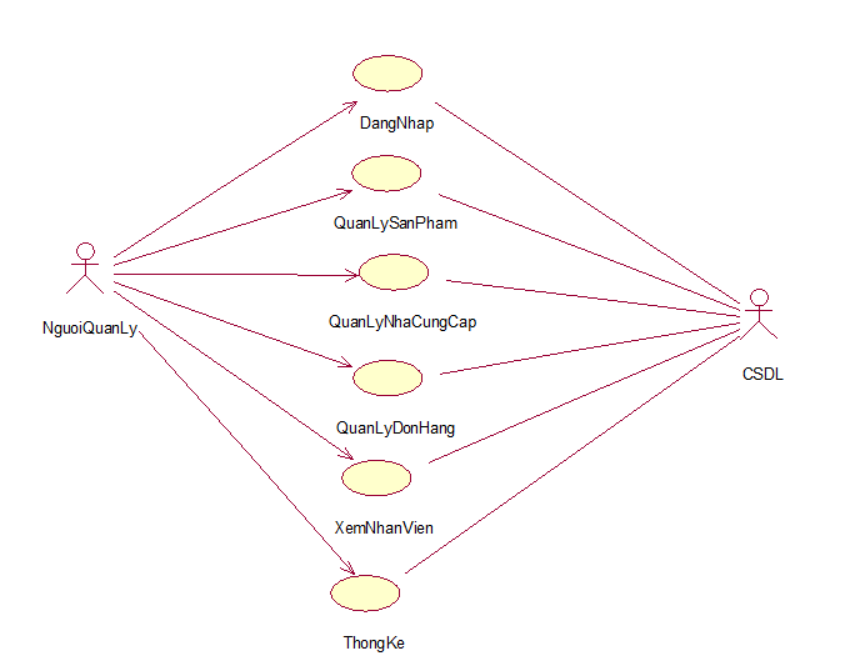 DangNhap
QuanLySanPham
NguoiQuanLy
QuanLyNhaCungCap
CSDL
QuanLyDonHang
XemNhanVien
ThongKe